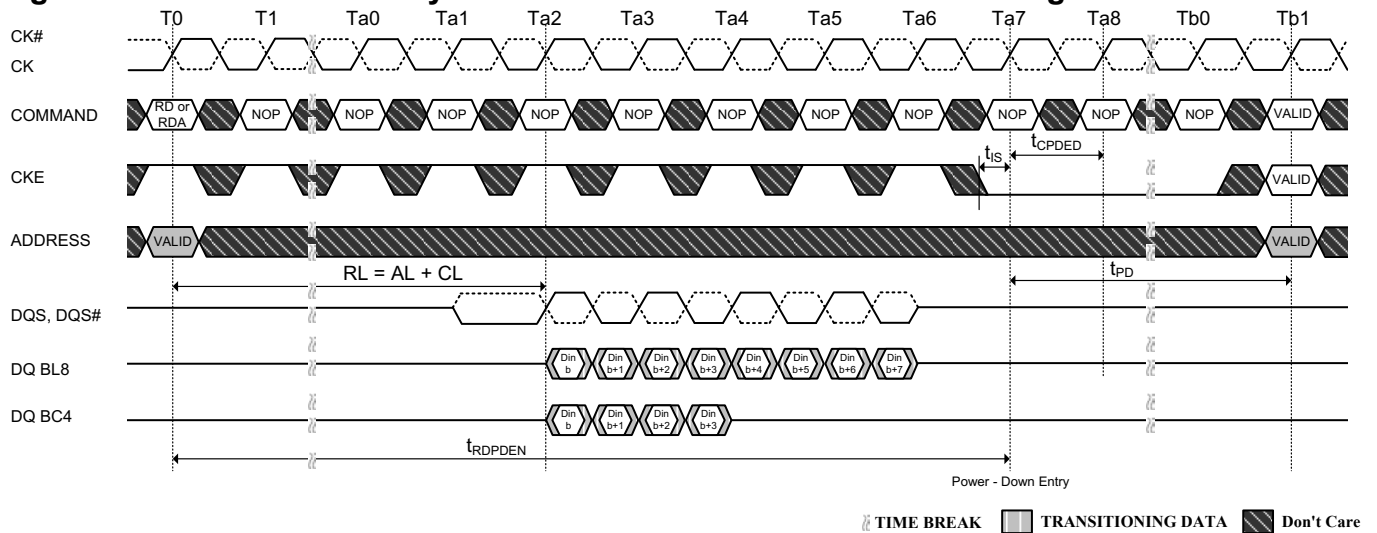 T0 T1 Ta0 Ta1 Ta2 Ta3 Ta4 Ta5 Ta6 Ta7 Ta8 Tb0 Tb1
CK#
CK
COMMAND RD or RDA NOP NOP NOP NOP NOP NOP NOP NOP NOP NOP NOP VALID
tIS tCPDED
CKE VALID
ADDRESS VALID VALID
RL = AL + CL tPD
DQS, DQS#
DQ BL8 Din b Din b+1 Din b+2 Din b+3 Din b+4 Din b+5 Din b+6 Din b+7
DQ BC4 Din b Din b+1 Din b+2 Din b+3
tRDPDEN
Power - Down Entry
TIME BREAK TRANSITIONING DATA Don't Care